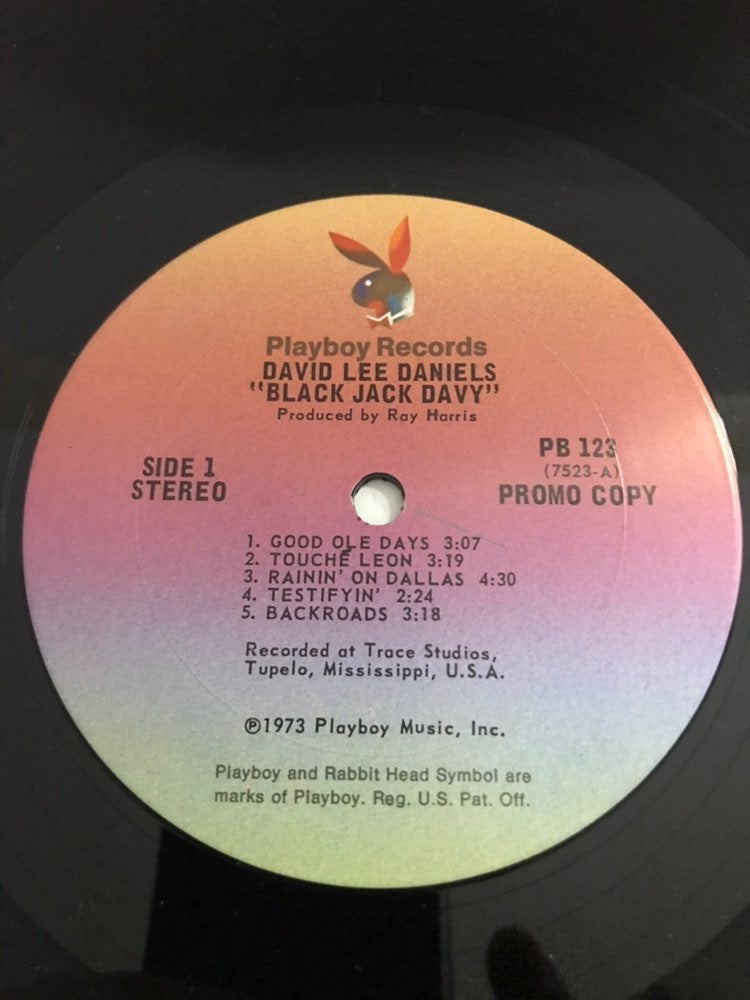 Playboy Records
DAVID LEE DANIELS
"BLACK JACK DAVY"
Produced by Ray Harris
SIDE 1
STEREO
PB 123
(7523-A)
PROMO COPY
1. GOOD OLE DAYS 3:07
2. TOUCHÉ LEON 3:19
3. RAININ' ON DALLAS 4:30
4. TESTIFYIN' 2:24
5. BACKROADS 3:18
Recorded at Trace Studios,
Tupelo, Mississippi, U.S.A.
℗1973 Playboy Music, Inc.
Playboy and Rabbit Head Symbol are
marks of Playboy. Reg. U.S. Pat. Off.